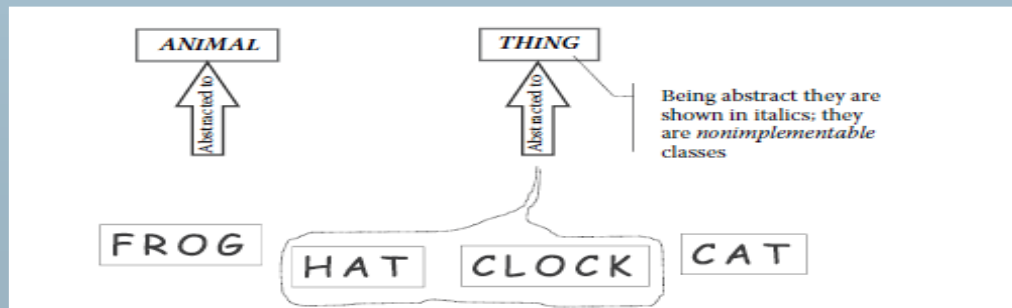 ANIMAL
THING
Abstracted to
Abstracted to
Being abstract they are
shown in italics; they
are nonimplementable
classes
FROG
HAT
CLOCK
CAT